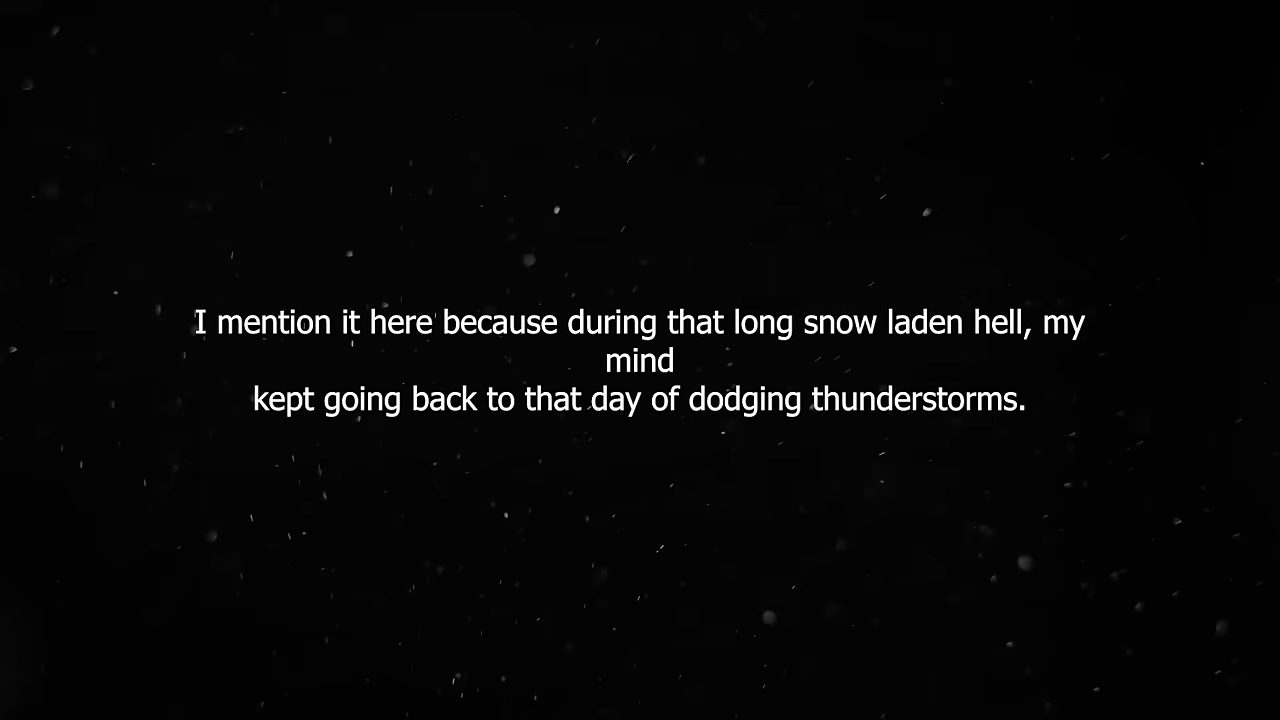 I mention it here because during that long snow laden hell, my
mind
kept going back to that day of dodging thunderstorms.